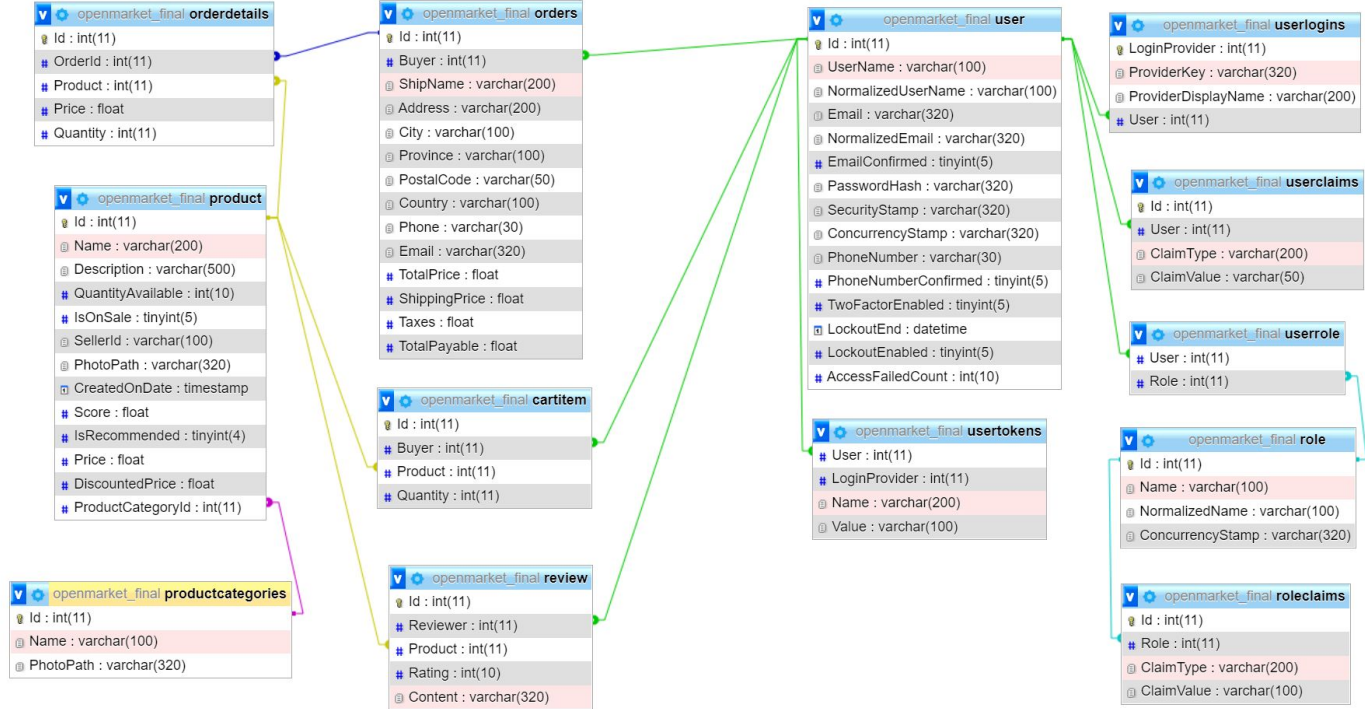 v openmarket_final orderdetails
Id : int(11)
# OrderId : int(11)
# Product : int(11)
# Price : float
# Quantity : int(11)
v openmarket_final product
Id : int(11)
Name : varchar(200)
Description : varchar(500)
# QuantityAvailable : int(10)
# IsOnSale : tinyint(5)
SellerId : varchar(100)
PhotoPath : varchar(320)
CreatedOnDate : timestamp
# Score : float
# IsRecommended : tinyint(4)
# Price : float
# DiscountedPrice : float
# ProductCategoryId : int(11)
v openmarket_final productcategories
Id : int(11)
Name : varchar(100)
PhotoPath : varchar(320)
v openmarket_final orders
Id : int(11)
# Buyer : int(11)
ShipName : varchar(200)
Address : varchar(200)
City : varchar(100)
Province : varchar(100)
PostalCode : varchar(50)
Country : varchar(100)
Phone : varchar(30)
Email : varchar(320)
# TotalPrice : float
# ShippingPrice : float
# Taxes : float
# TotalPayable : float
v openmarket_final cartitem
Id : int(11)
# Buyer : int(11)
# Product : int(11)
# Quantity : int(11)
v openmarket_final review
Id : int(11)
# Reviewer : int(11)
# Product : int(11)
# Rating : int(10)
Content : varchar(320)
v openmarket_final user
Id : int(11)
UserName : varchar(100)
NormalizedUserName : varchar(100)
Email : varchar(320)
NormalizedEmail : varchar(320)
# EmailConfirmed : tinyint(5)
PasswordHash : varchar(320)
SecurityStamp : varchar(320)
ConcurrencyStamp : varchar(320)
PhoneNumber : varchar(30)
# PhoneNumberConfirmed : tinyint(5)
# TwoFactorEnabled : tinyint(5)
LockoutEnd : datetime
# LockoutEnabled : tinyint(5)
# AccessFailedCount : int(10)
v openmarket_final usertokens
# User : int(11)
# LoginProvider : int(11)
Name : varchar(200)
Value : varchar(100)
v openmarket_final userlogins
LoginProvider : int(11)
ProviderKey : varchar(320)
ProviderDisplayName : varchar(200)
# User : int(11)
v openmarket_final userclaims
Id : int(11)
# User : int(11)
ClaimType : varchar(200)
ClaimValue : varchar(50)
v openmarket_final userrole
# User : int(11)
# Role : int(11)
v openmarket_final role
Id : int(11)
Name : varchar(100)
NormalizedName : varchar(100)
ConcurrencyStamp : varchar(320)
v openmarket_final roleclaims
Id : int(11)
# Role : int(11)
ClaimType : varchar(200)
ClaimValue : varchar(100)